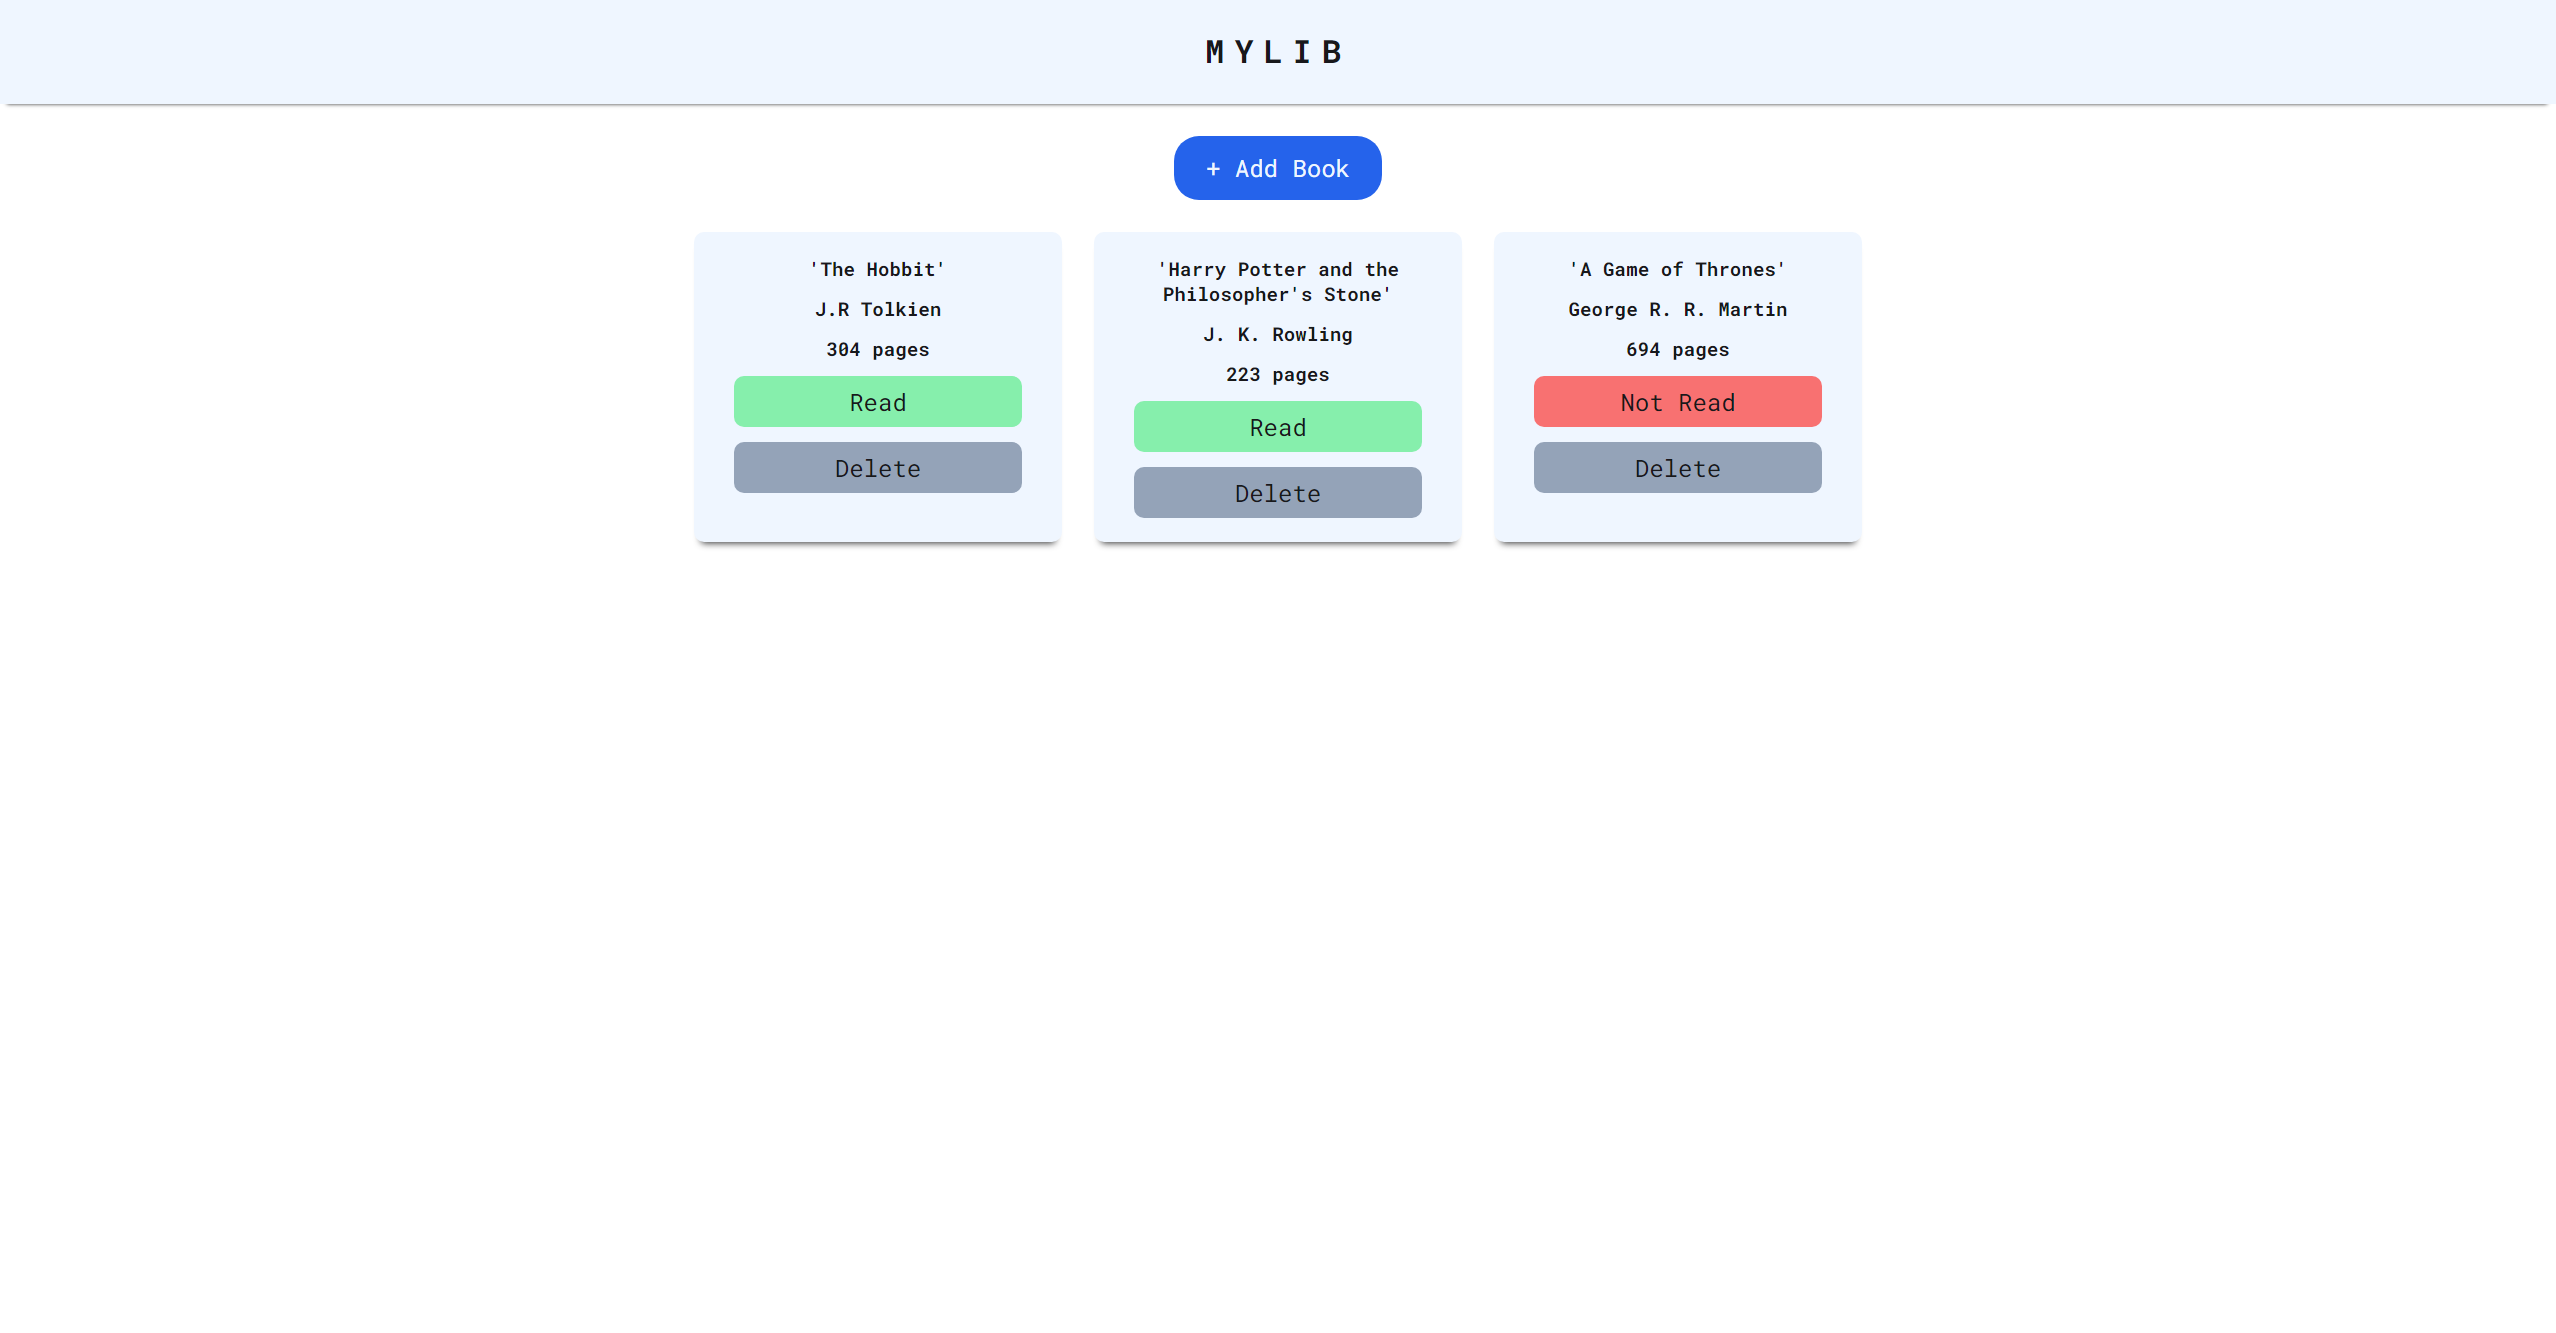 MYLIB
+ Add Book
'The Hobbit'
J.R Tolkien
304 pages
Read
Delete
'Harry Potter and the
Philosopher's Stone'
J. K. Rowling
223 pages
Read
Delete
'A Game of Thrones'
George R. R. Martin
694 pages
Not Read
Delete